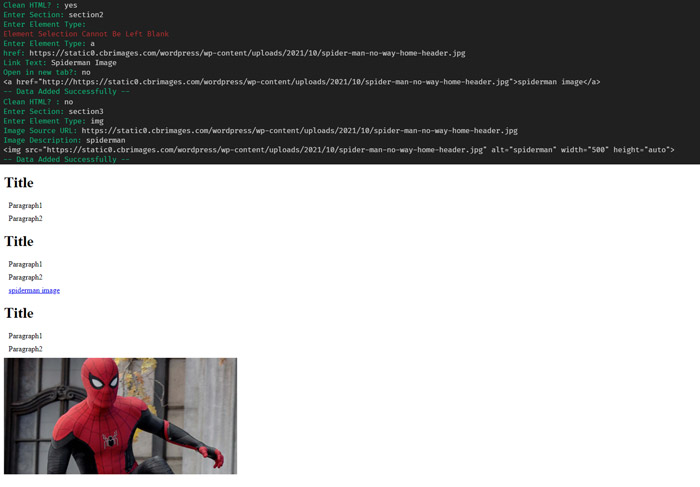 Clean HTML? : yes
Enter Section: section2
Enter Element Type:
Element Selection Cannot Be Left Blank
Enter Element Type: a
href: https://static0.cbrimages.com/wordpress/wp-content/uploads/2021/10/spider-man-no-way-home-header.jpg
Link Text: Spiderman Image
Open in new tab?: no
<a href="http://https://static0.cbrimages.com/wordpress/wp-content/uploads/2021/10/spider-man-no-way-home-header.jpg">spiderman image</a>
-- Data Added Successfully --
Clean HTML? : no
Enter Section: section3
Enter Element Type: img
Image Source URL: https://static0.cbrimages.com/wordpress/wp-content/uploads/2021/10/spider-man-no-way-home-header.jpg
Image Description: spiderman
<img src="https://static0.cbrimages.com/wordpress/wp-content/uploads/2021/10/spider-man-no-way-home-header.jpg" alt="spiderman" width="500" height="auto">
-- Data Added Successfully --
Title
Paragraph1
Paragraph2
Title
Paragraph1
Paragraph2
spiderman image
Title
Paragraph1
Paragraph2